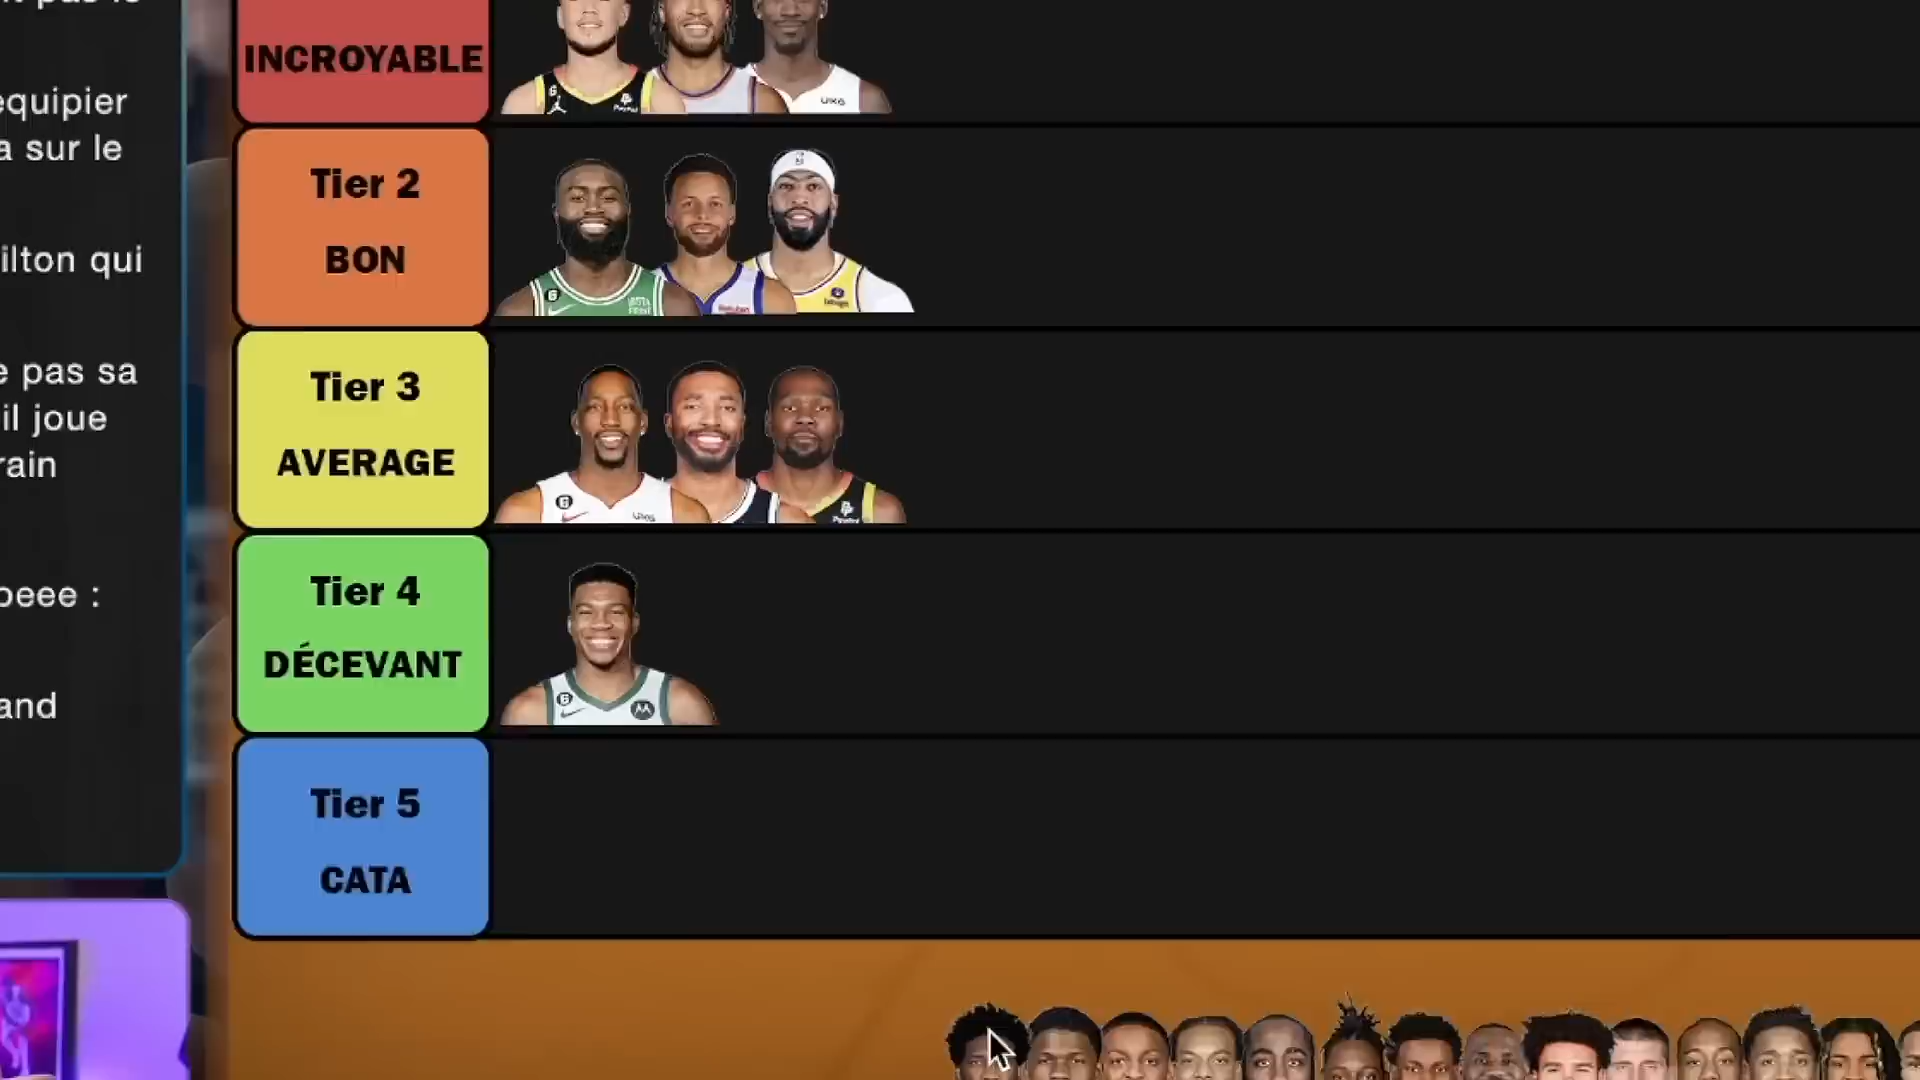 equipier
a sur le
ilton qui
e pas sa
il joue
rain
oeee :
and
INCROYABLE
Tier 2
BON
Tier 3
AVERAGE
Tier 4
DÉCEVANT
Tier 5
CATA